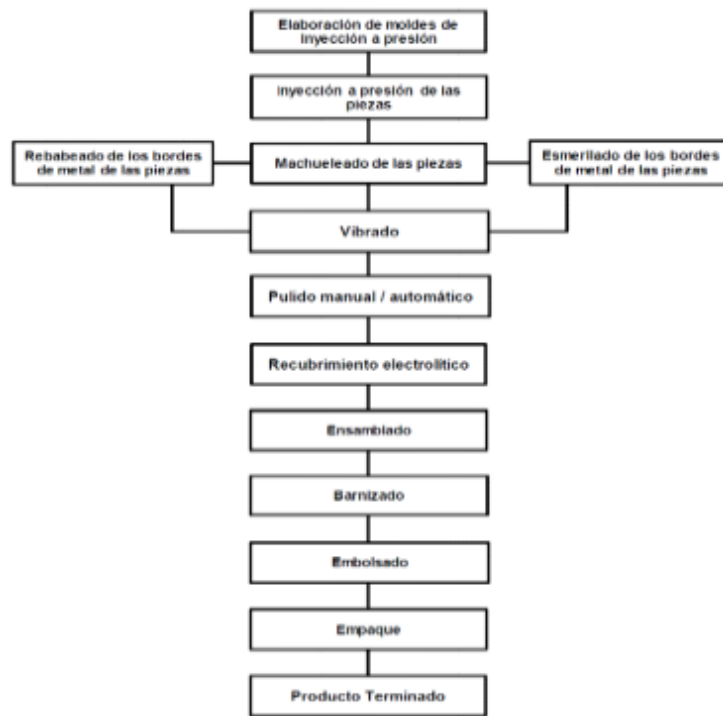 Elaboración de moldes de
inyección a presión
Inyección a presión de las
piezas
Rebabeado de los bordes
de metal de las piezas
Machueleado de las piezas
Esmerilado de los bordes
de metal de las piezas
Vibrado
Pulido manual / automático
Recubrimiento electrolítico
Ensamblado
Barnizado
Embolsado
Empaque
Producto Terminado